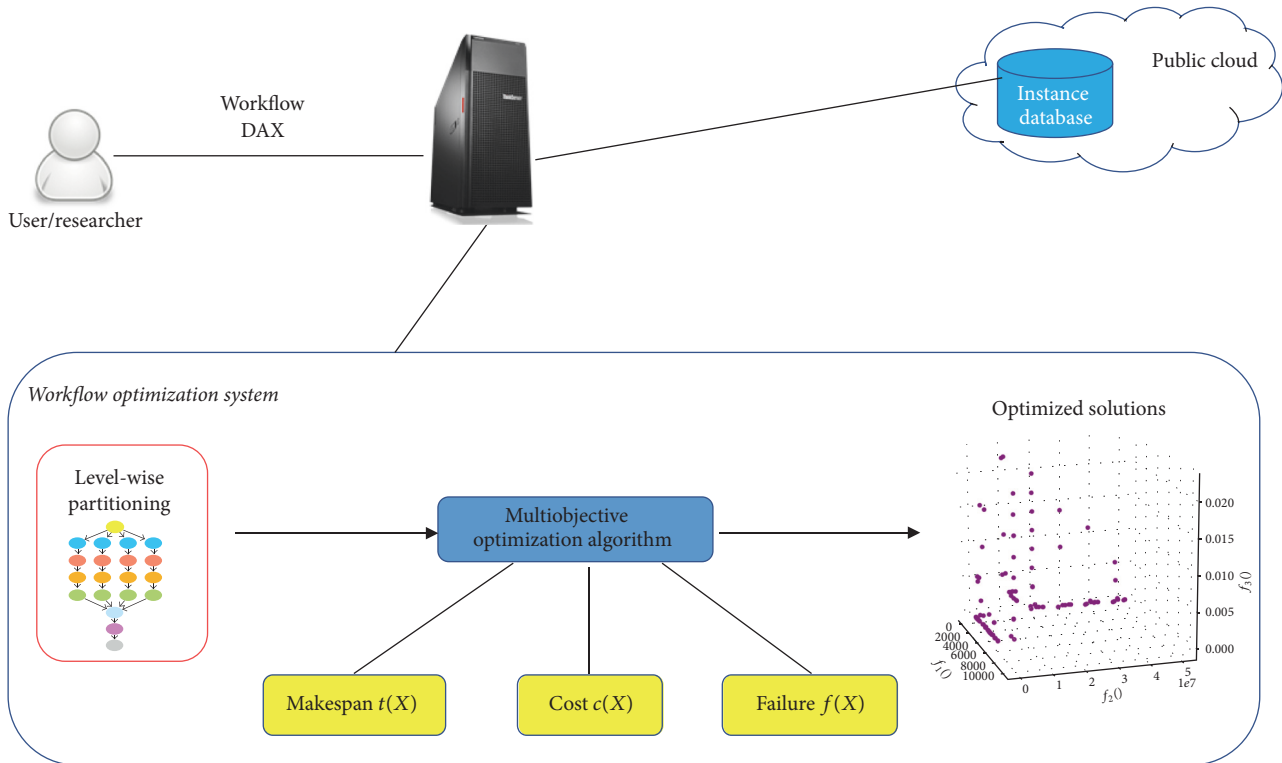 Public cloud
Instance
database
Workflow
DAX
User/researcher
Workflow optimization system
Level-wise
partitioning
Multiobjective
optimization algorithm
Makespan t(X)
Cost c(X)
Failure f(X)
Optimized solutions
0.020
0.015
0.010
0.005
0.000
f₃()
0
2000
4000
6000
8000
10000
f₁()
0 1 2 3 4 5
1e7
f₂()